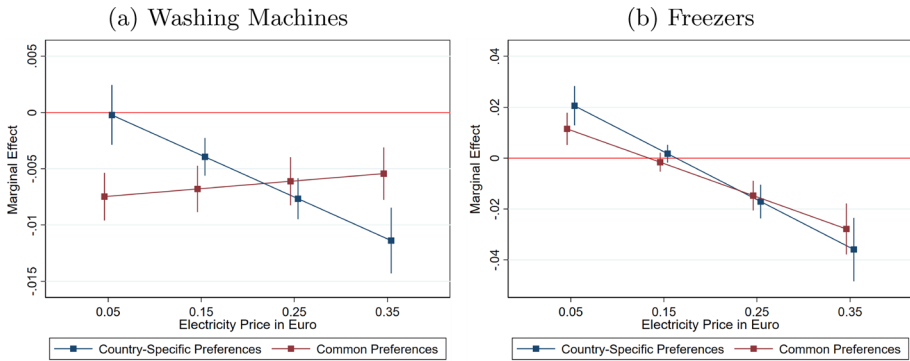 (a) Washing Machines
.005
0
-.005
-.01
-.015
Marginal Effect
0.05 0.15 0.25 0.35
Electricity Price in Euro
Country-Specific Preferences Common Preferences
(b) Freezers
.04
.02
0
-.02
-.04
Marginal Effect
0.05 0.15 0.25 0.35
Electricity Price in Euro
Country-Specific Preferences Common Preferences